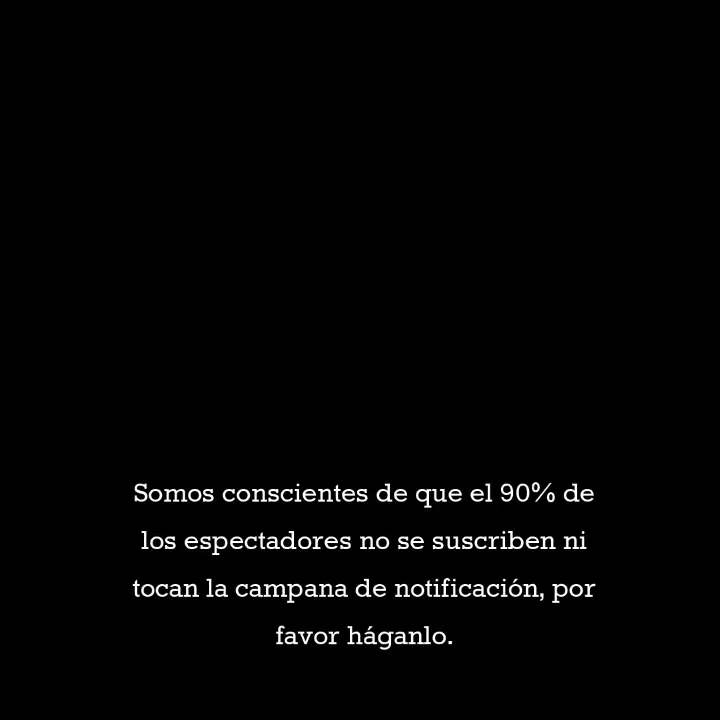 Somos conscientes de que el 90% de
los espectadores no se suscriben ni
tocan la campana de notificación, por
favor háganlo.